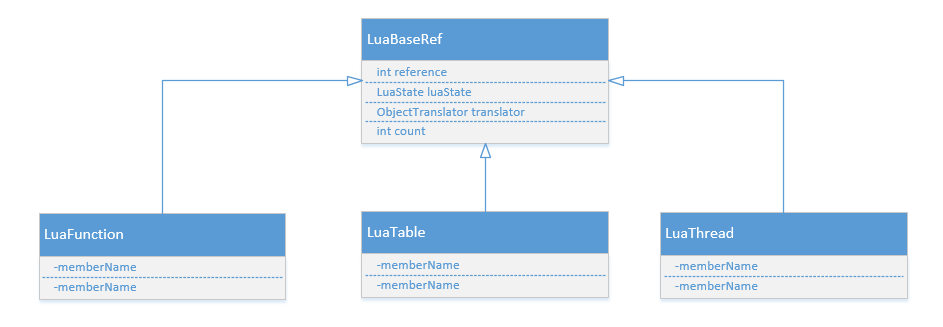 LuaBaseRef
int reference
LuaState luaState
ObjectTranslator translator
int count
LuaFunction
-memberName
-memberName
LuaTable
-memberName
-memberName
LuaThread
-memberName
-memberName